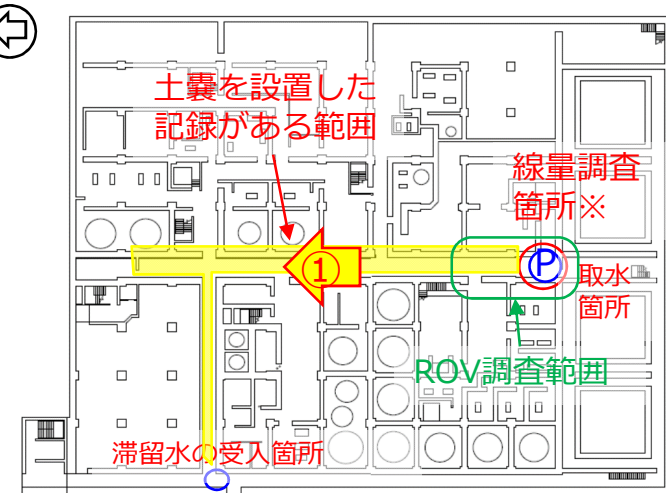 土嚢を設置した
記録がある範囲
線量調査
箇所※
①
P
取水
箇所
ROV調査範囲
滞留水の受入箇所